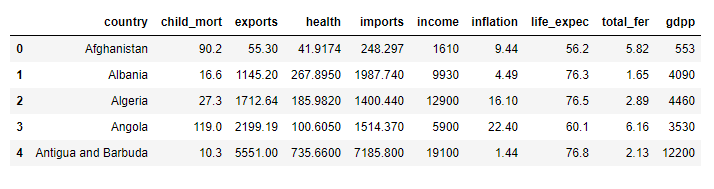 country child_mort exports health imports income inflation life_expec total_fer gdpp
0 Afghanistan 90.2 55.30 41.9174 248.297 1610 9.44 56.2 5.82 553
1 Albania 16.6 1145.20 267.8950 1987.740 9930 4.49 76.3 1.65 4090
2 Algeria 27.3 1712.64 185.9820 1400.440 12900 16.10 76.5 2.89 4460
3 Angola 119.0 2199.19 100.6050 1514.370 5900 22.40 60.1 6.16 3530
4 Antigua and Barbuda 10.3 5551.00 735.6600 7185.800 19100 1.44 76.8 2.13 12200